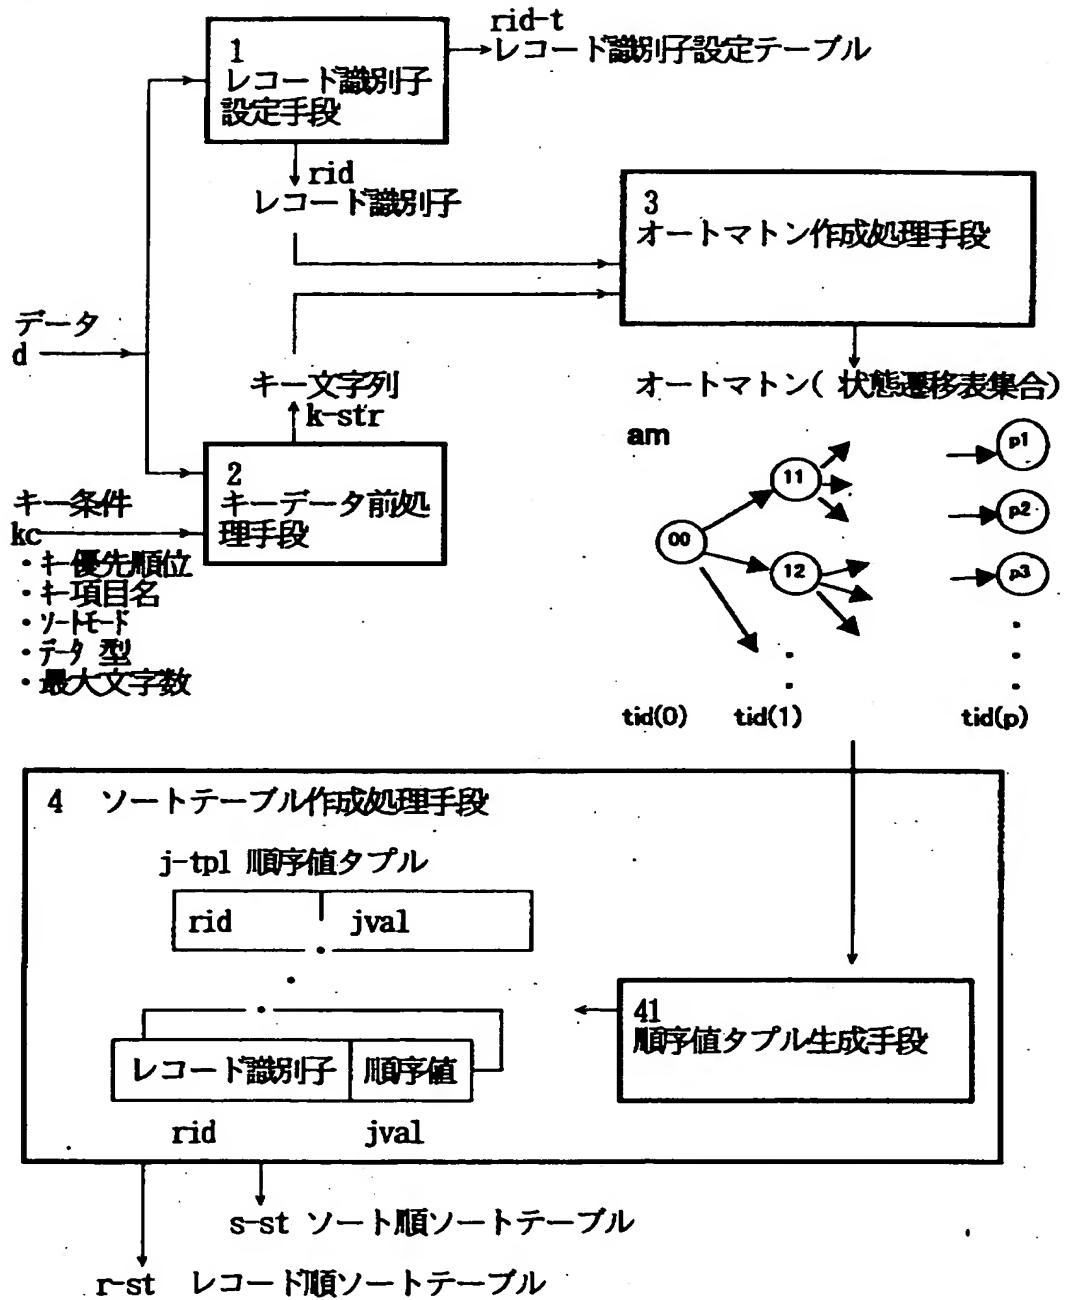 rid-t
レコード識別子設定テーブル
1
レコード識別子
設定手段
rid
レコード識別子
3
オートマトン作成処理手段
データ
d
キー文字列
k-str
オートマトン( 状態遷移表集合)
am
2
キーデータ前処
理手段
キー条件
kc
・キー優先順位
・キー項目名
・ソートモード
・データ 型
・最大文字数
00
11
12
p1
p2
p3
tid(0)
tid(1)
tid(p)
4 ソートテーブル作成処理手段
j-tpl 順序値タプル
rid
jval
41
順序値タプル生成手段
レコード識別子
順序値
rid
jval
s-st ソート順ソートテーブル
r-st レコード順ソートテーブル